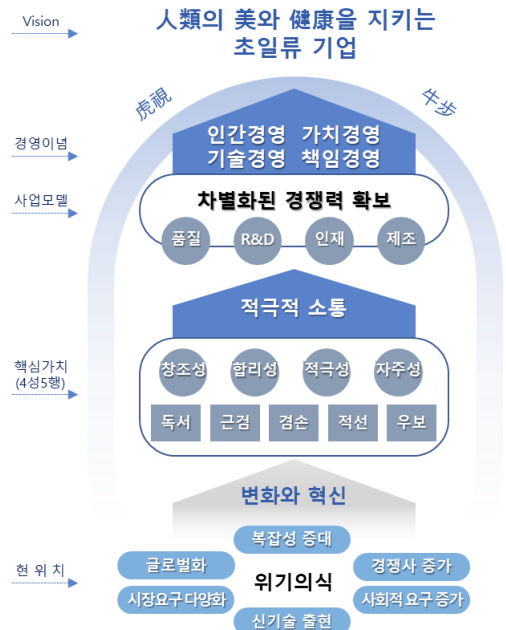 Vision
人類의 美와 健康을 지키는
초일류 기업
虎視
牛步
경영이념
인간경영 가치경영
기술경영 책임경영
사업모델
차별화된 경쟁력 확보
품질 R&D 인재 제조
적극적 소통
핵심가치
(4성5행)
창조성 합리성 적극성 자주성
독서 근검 겸손 적선 우보
변화와 혁신
현 위 치
복잡성 증대
글로벌화
경쟁사 증가
위기의식
시장요구 다양화
사회적 요구 증가
신기술 출현